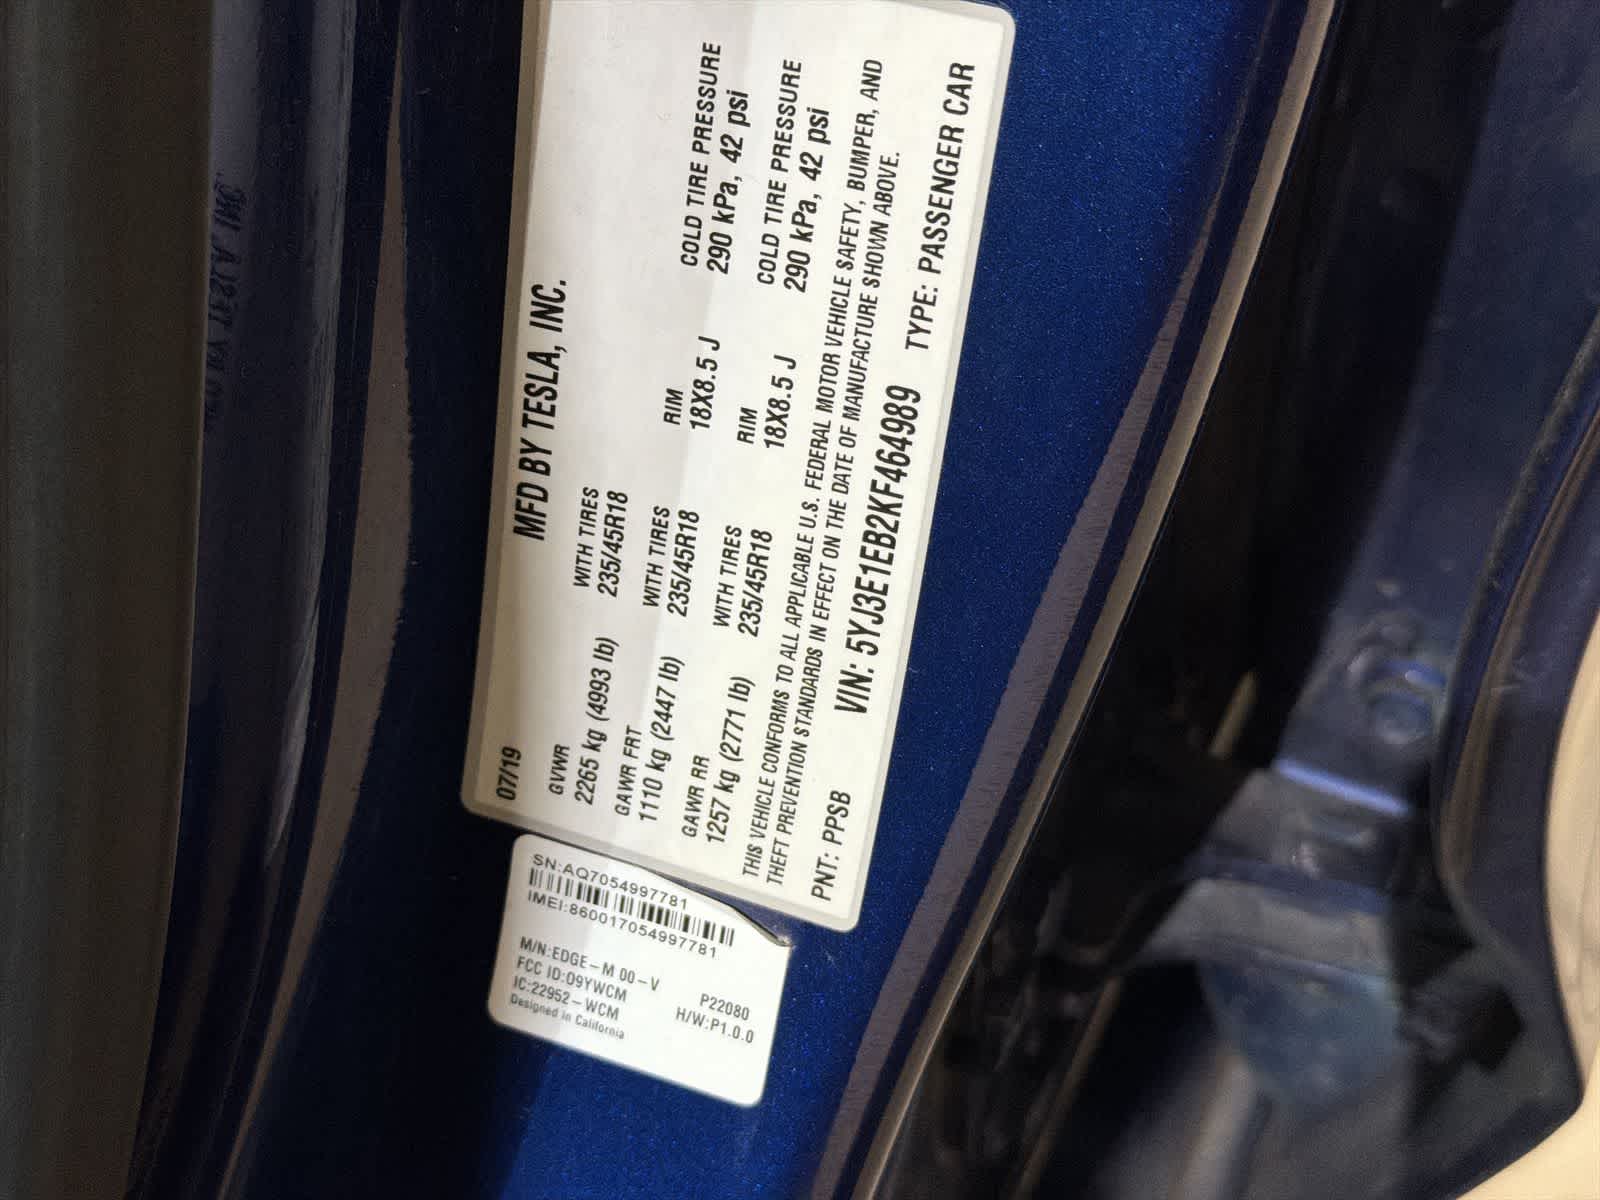 07/19
MFD BY TESLA, INC.
GVWR
2265 kg (4993 lb)
WITH TIRES
235/45R18
RIM
18X8.5 J
COLD TIRE PRESSURE
290 kPa, 42 psi
GAWR FRT
1110 kg (2447 lb)
WITH TIRES
235/45R18
RIM
18X8.5 J
COLD TIRE PRESSURE
290 kPa, 42 psi
GAWR RR
1257 kg (2771 lb)
WITH TIRES
235/45R18
THIS VEHICLE CONFORMS TO ALL APPLICABLE U.S. FEDERAL MOTOR VEHICLE SAFETY, BUMPER, AND
THEFT PREVENTION STANDARDS IN EFFECT ON THE DATE OF MANUFACTURE SHOWN ABOVE.
PNT: PPSB
VIN: 5YJ3E1EB2KF464989
TYPE: PASSENGER CAR
SN:AQ7054997781
IMEI:860017054997781
M/N:EDGE-M 00-V
FCC ID:09YWCM
IC:22952-WCM
Designed in California
P22080
H/W:P1.0.0